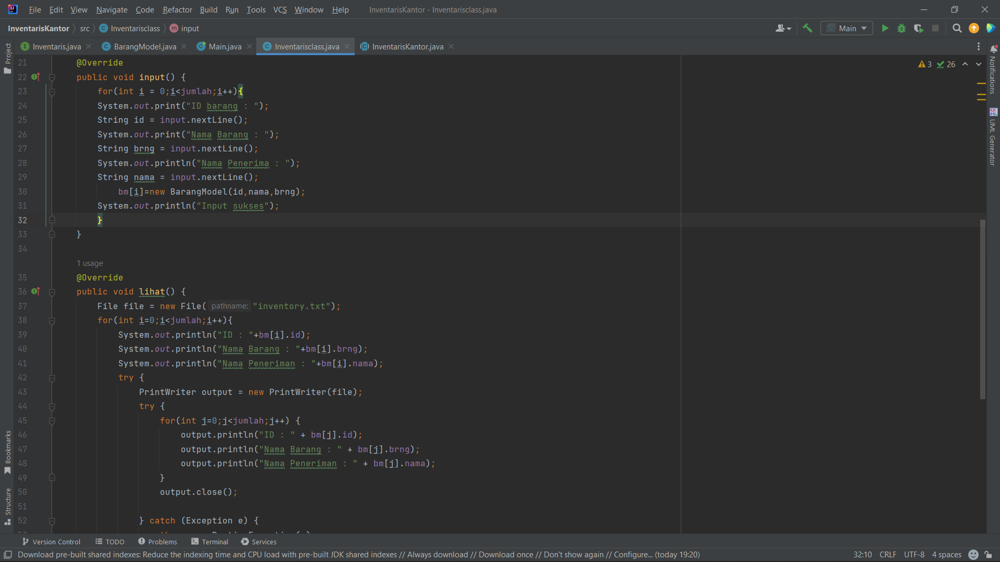 File Edit View Navigate Code Refactor Build Run Tools VCS Window Help InventarisKantor - Inventarisclass.java
InventarisKantor src Inventarisclass input Main
Inventaris.java BarangModel.java Main.java Inventarisclass.java InventarisKantor.java
Project
Notifications
UML Generator
3 26
21 @Override
22 public void input() {
23 for(int i = 0;i<jumlah;i++){
24 System.out.print("ID barang : ");
25 String id = input.nextLine();
26 System.out.print("Nama Barang : ");
27 String brng = input.nextLine();
28 System.out.println("Nama Penerima : ");
29 String nama = input.nextLine();
30 bm[i]=new BarangModel(id,nama,brng);
31 System.out.println("Input sukses");
32 }
33 }
34
1 usage
35 @Override
36 public void lihat() {
37 File file = new File( pathname: "inventory.txt");
38 for(int i=0;i<jumlah;i++){
39 System.out.println("ID : "+bm[i].id);
40 System.out.println("Nama Barang : "+bm[i].brng);
41 System.out.println("Nama Peneriman : "+bm[i].nama);
42 try {
43 PrintWriter output = new PrintWriter(file);
44 try {
45 for(int j=0;j<jumlah;j++) {
46 output.println("ID : " + bm[j].id);
47 output.println("Nama Barang : " + bm[j].brng);
48 output.println("Nama Peneriman : " + bm[j].nama);
49 }
50 output.close();
51
52 } catch (Exception e) {
Bookmarks
Structure
Version Control TODO Problems Terminal Services
Download pre-built shared indexes: Reduce the indexing time and CPU load with pre-built JDK shared indexes // Always download // Download once // Don't show again // Configure... (today 19:20) 32:10 CRLF UTF-8 4 spaces